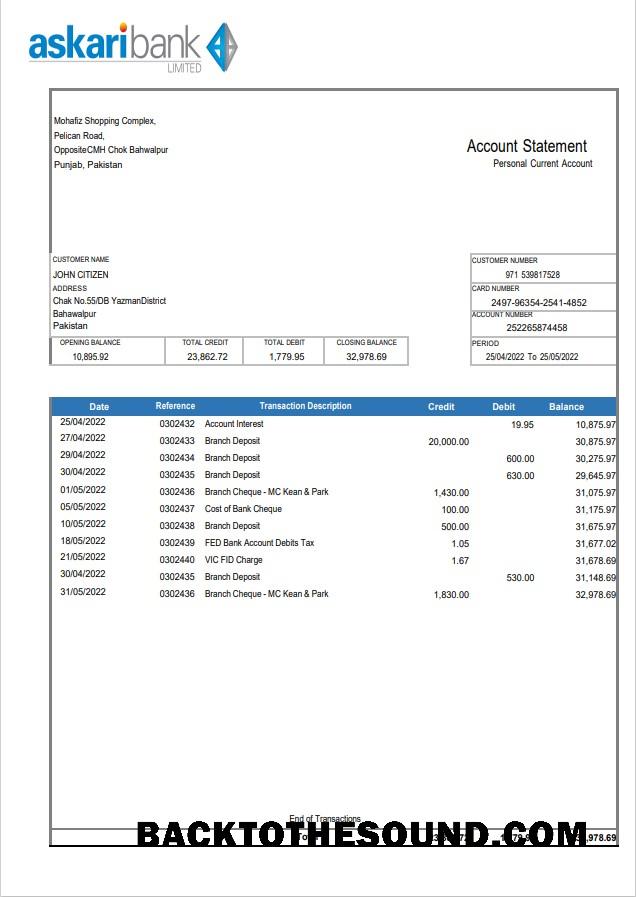 askaribank
LIMITED
Mohafiz Shopping Complex,
Pelican Road,
OppositeCMH Chok Bahwalpur
Punjab, Pakistan
Account Statement
Personal Current Account
CUSTOMER NAME
JOHN CITIZEN
ADDRESS
Chak No.55/DB YazmanDistrict
Bahawalpur
Pakistan
CUSTOMER NUMBER
971 539817528
CARD NUMBER
2497-96354-2541-4852
ACCOUNT NUMBER
252265874458
PERIOD
25/04/2022 To 25/05/2022
OPENING BALANCE TOTAL CREDIT TOTAL DEBIT CLOSING BALANCE
10,895.92 23,862.72 1,779.95 32,978.69
Date Reference Transaction Description Credit Debit Balance
25/04/2022 0302432 Account Interest 19.95 10,875.97
27/04/2022 0302433 Branch Deposit 20,000.00 30,875.97
29/04/2022 0302434 Branch Deposit 600.00 30,275.97
30/04/2022 0302435 Branch Deposit 630.00 29,645.97
01/05/2022 0302436 Branch Cheque - MC Kean & Park 1,430.00 31,075.97
05/05/2022 0302437 Cost of Bank Cheque 100.00 31,175.97
10/05/2022 0302438 Branch Deposit 500.00 31,675.97
18/05/2022 0302439 FED Bank Account Debits Tax 1.05 31,677.02
21/05/2022 0302440 VIC FID Charge 1.67 31,678.69
30/04/2022 0302435 Branch Deposit 530.00 31,148.69
31/05/2022 0302436 Branch Cheque - MC Kean & Park 1,830.00 32,978.69
End of Transactions
BACKTOTHESOUND.COM